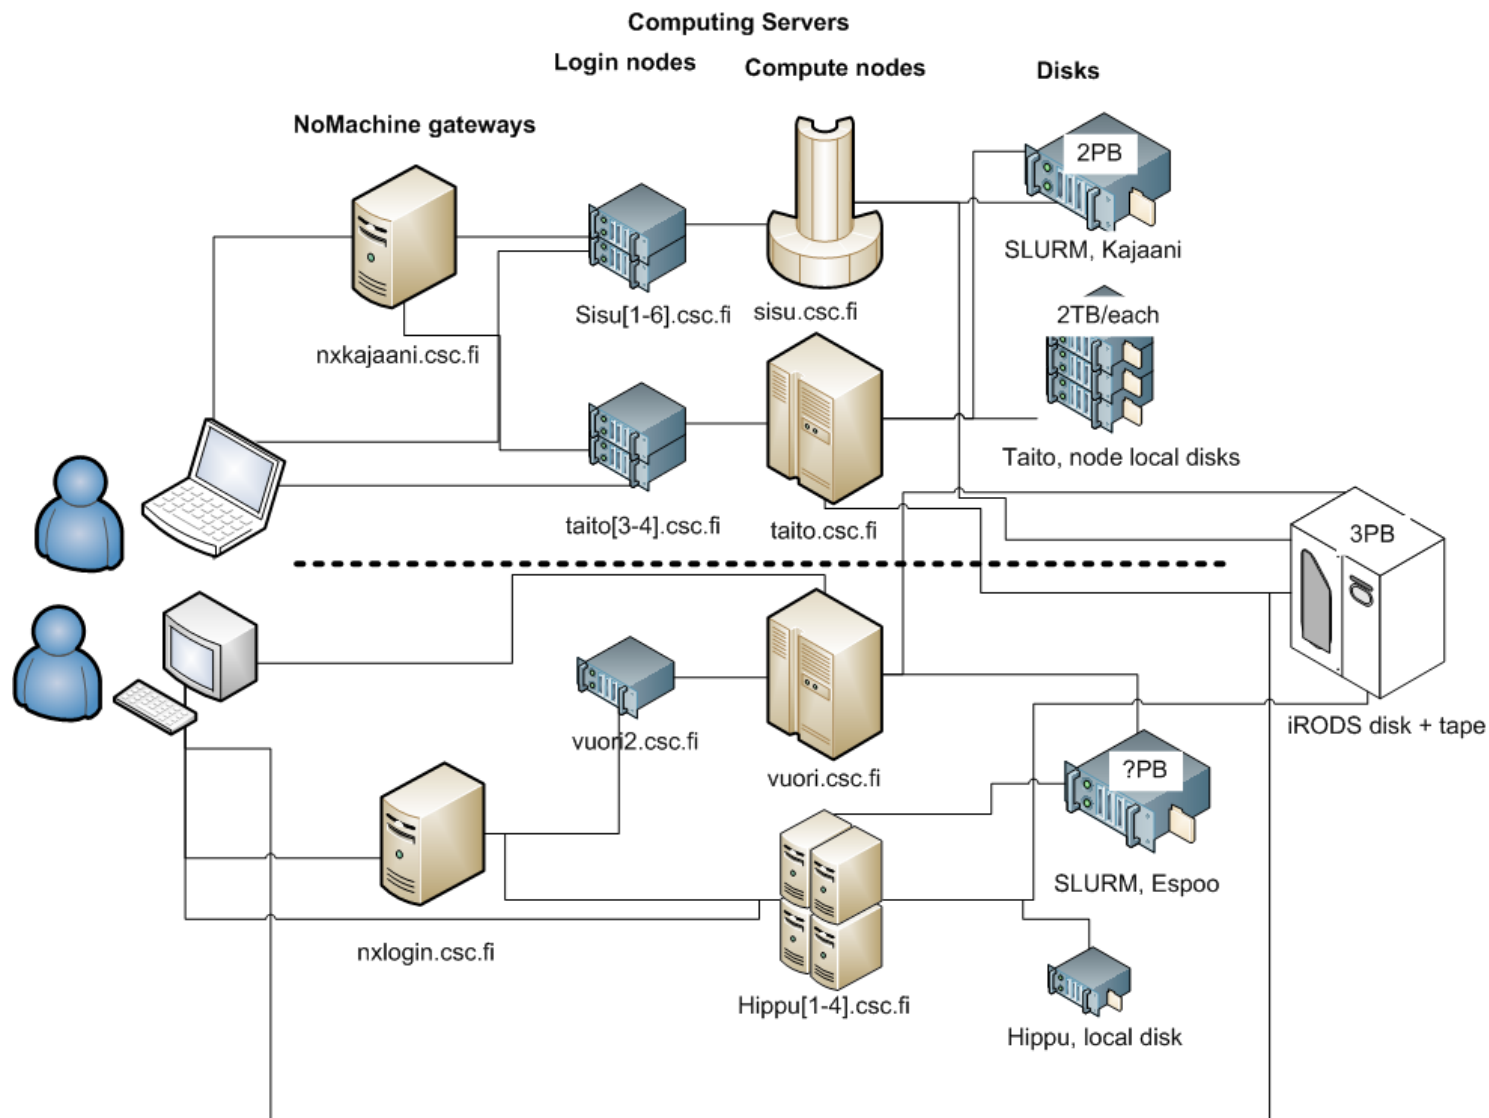 Computing Servers
Login nodes
Compute nodes
Disks
NoMachine gateways
2PB
SLURM, Kajaani
Sisu[1-6].csc.fi
sisu.csc.fi
2TB/each
nxkajaani.csc.fi
Taito, node local disks
taito[3-4].csc.fi
taito.csc.fi
3PB
iRODS disk + tape
vuori2.csc.fi
vuori.csc.fi
?PB
SLURM, Espoo
nxlogin.csc.fi
Hippu[1-4].csc.fi
Hippu, local disk